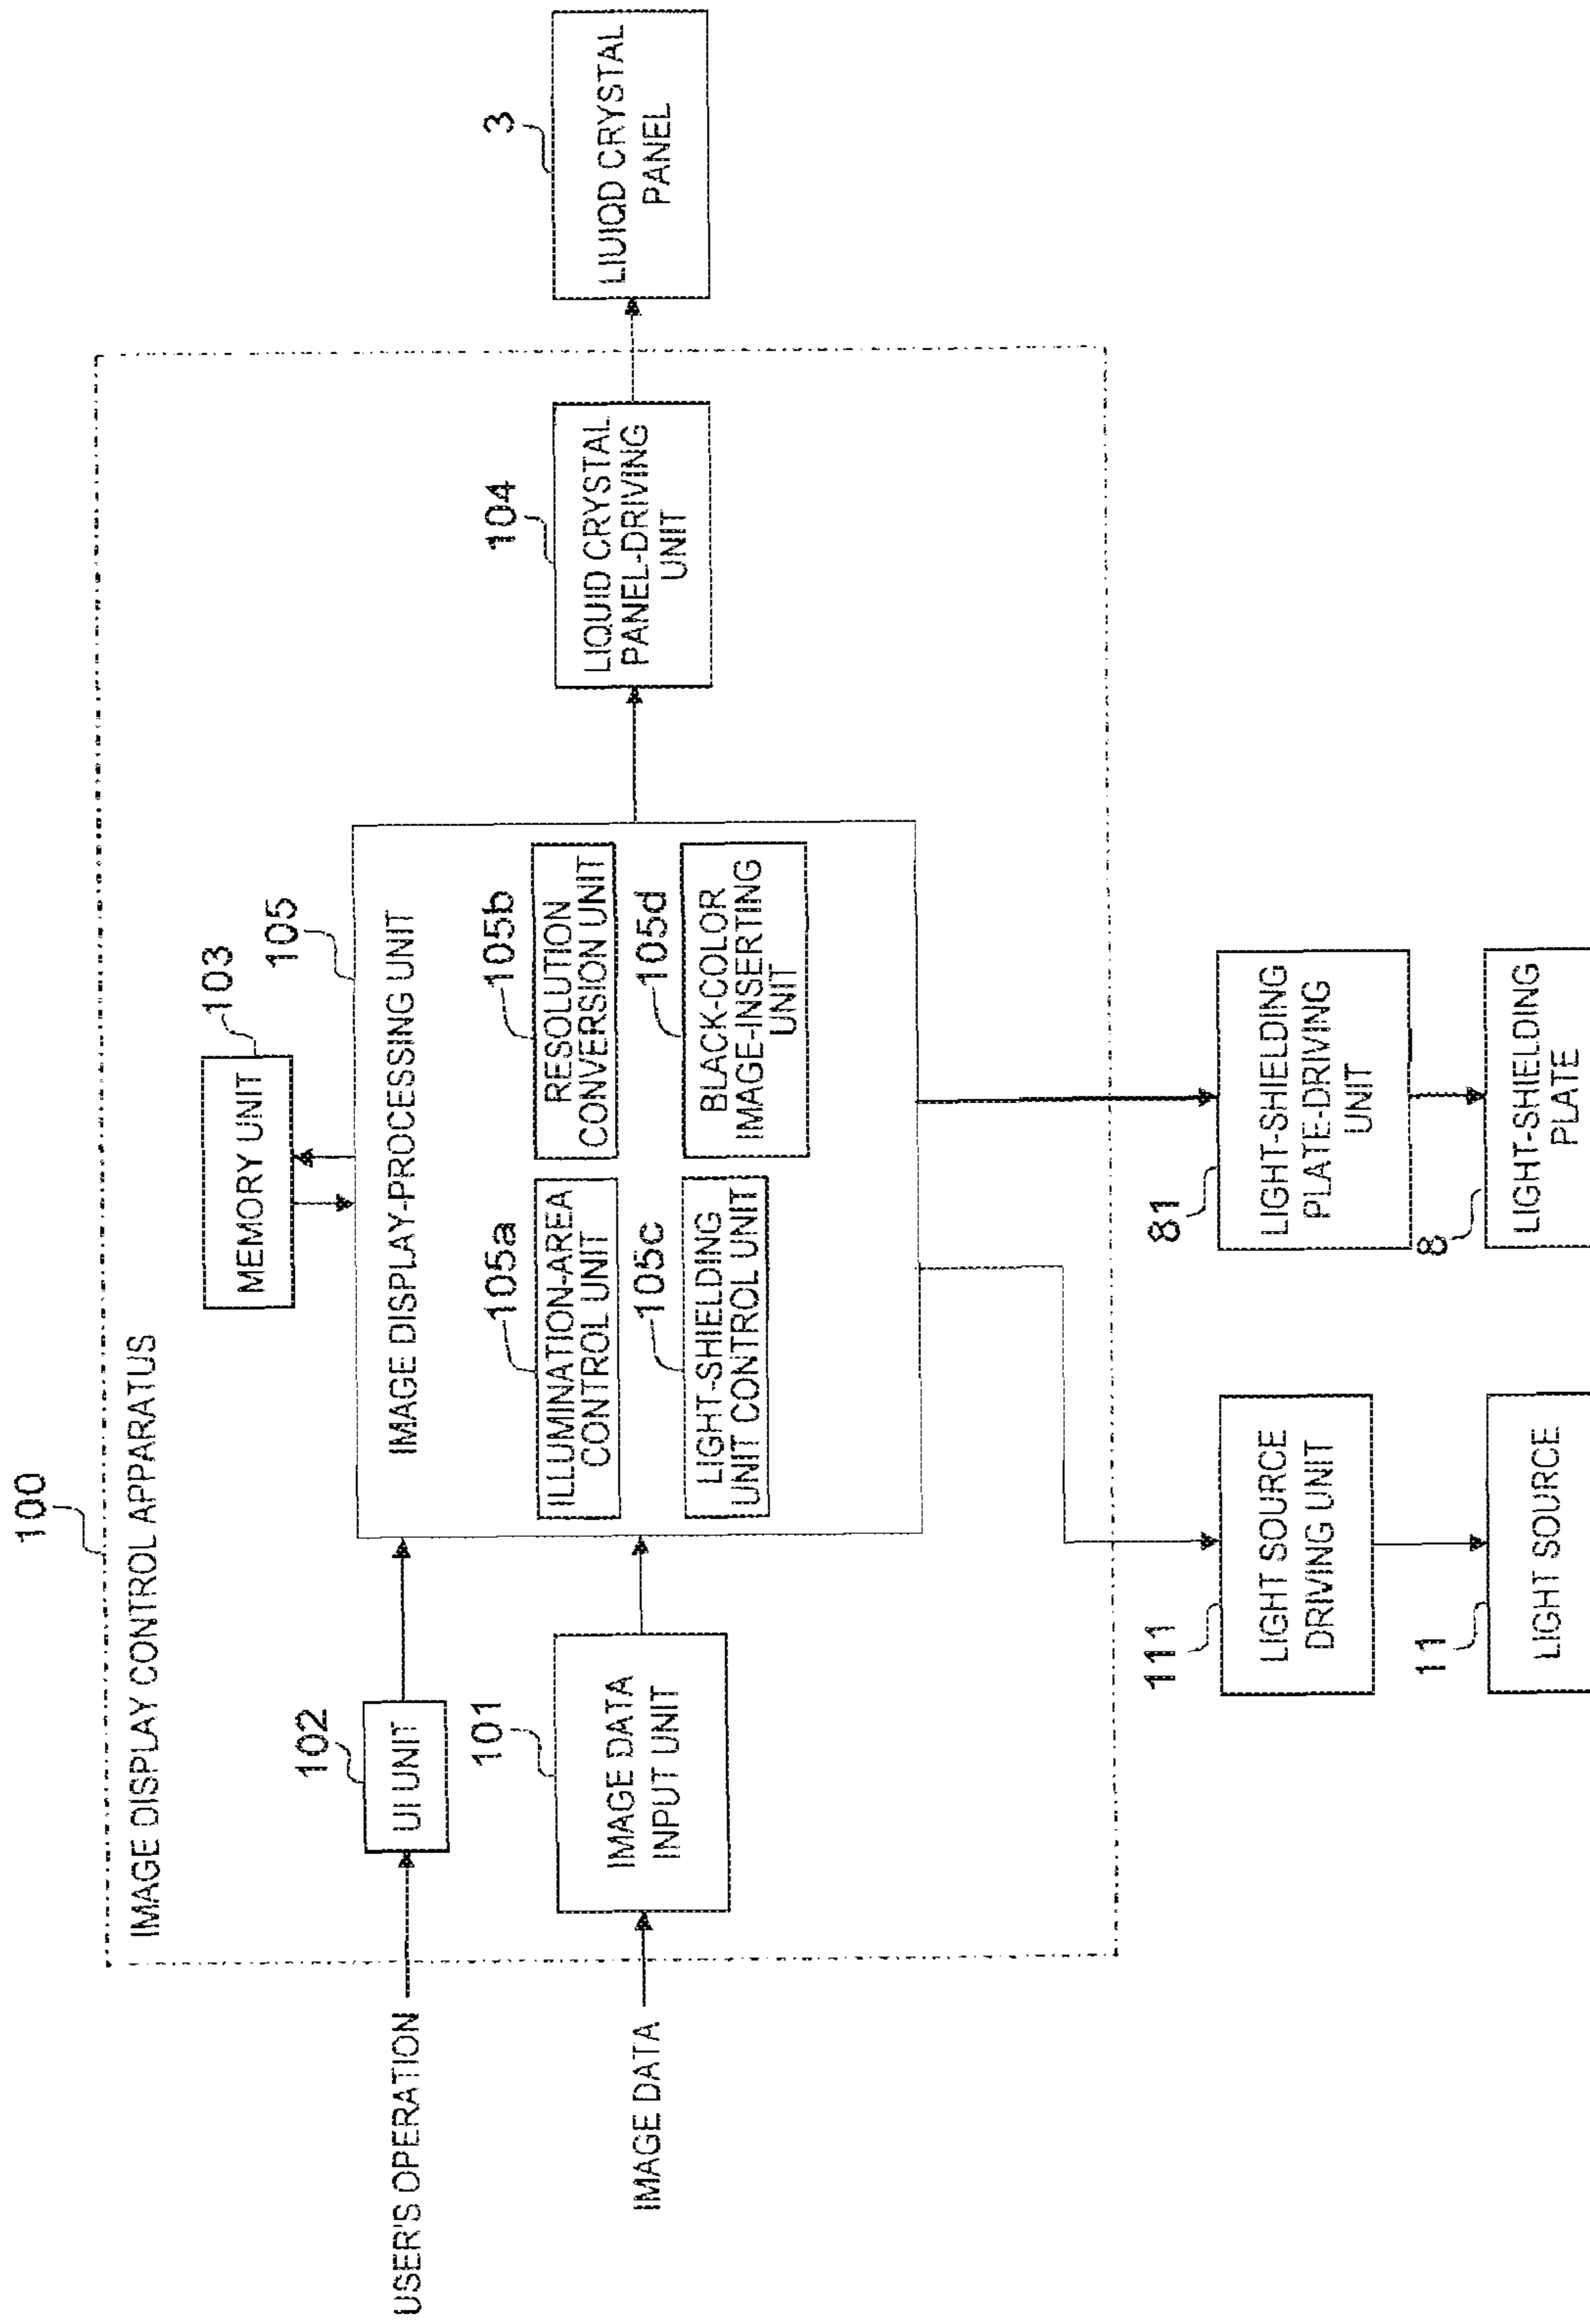 100
IMAGE DISPLAY CONTROL APPARATUS
103
MEMORY UNIT
105
USER'S OPERATION
102
UI UNIT
IMAGE DISPLAY-PROCESSING UNIT
IMAGE DATA
101
IMAGE DATA
INPUT UNIT
105a
ILLUMINATION-AREA
CONTROL UNIT
105b
RESOLUTION
CONVERSION UNIT
105c
LIGHT-SHIELDING
UNIT CONTROL UNIT
105d
BLACK-COLOR
IMAGE-INSERTING
UNIT
104
LIQUID CRYSTAL
PANEL-DRIVING
UNIT
3
LIUIQD CRYSTAL
PANEL
111
LIGHT SOURCE
DRIVING UNIT
81
LIGHT-SHIELDING
PLATE-DRIVING
UNIT
11
LIGHT SOURCE
8
LIGHT-SHIELDING
PLATE